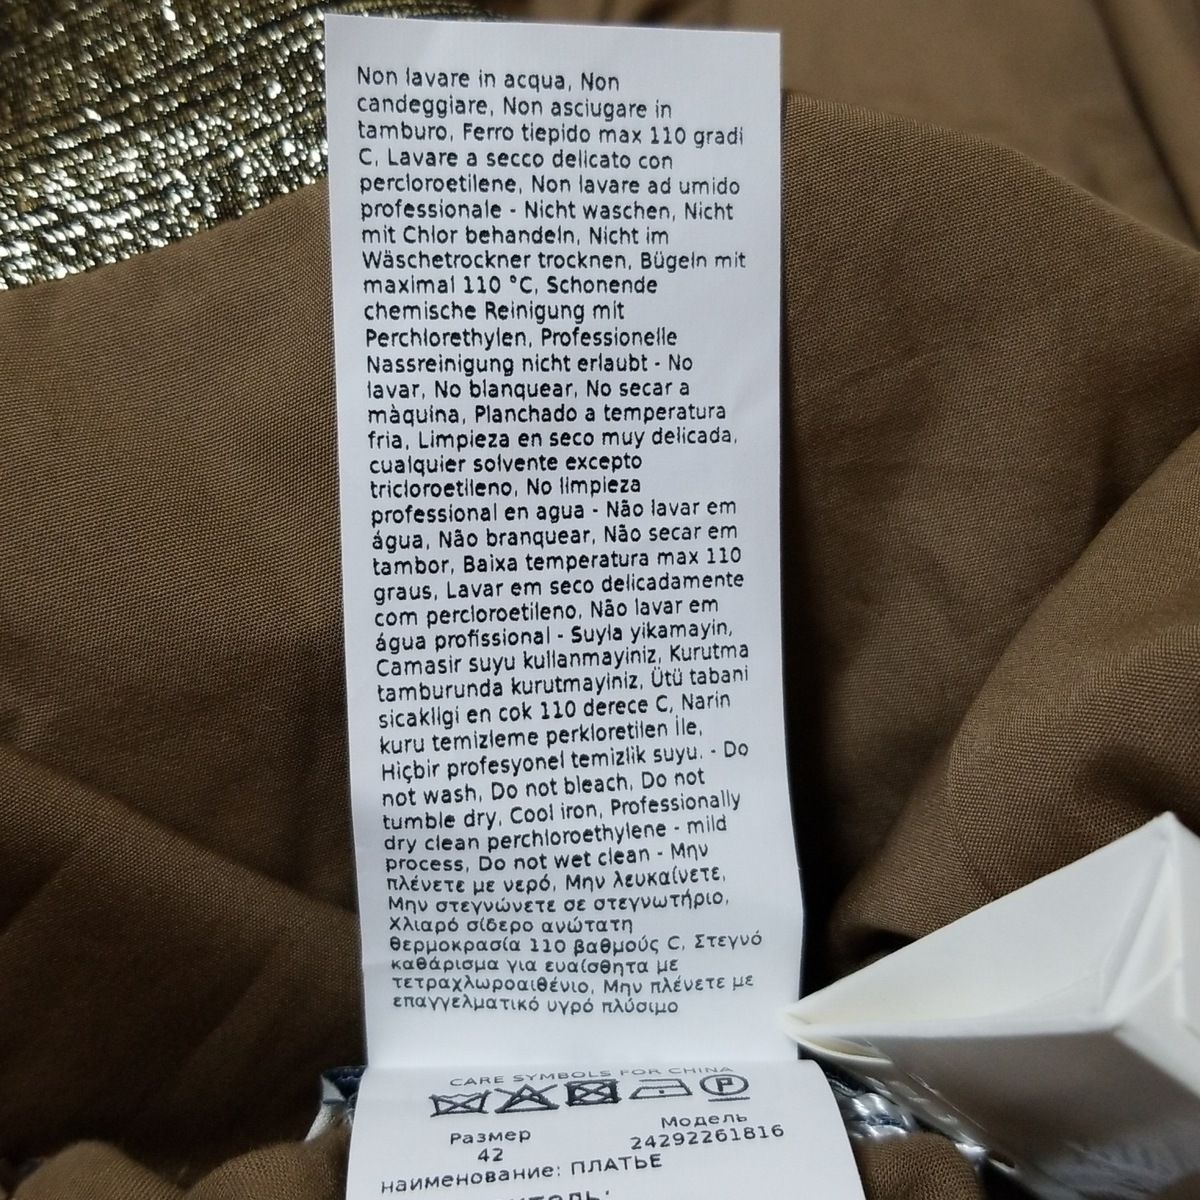 Non lavare in acqua, Non
candeggiare, Non asciugare in
tamburo, Ferro tiepido max 110 gradi
C, Lavare a secco delicato con
percloroetilene, Non lavare ad umido
professionale - Nicht waschen, Nicht
mit Chlor behandeln, Nicht im
Wäschetrockner trocknen, Bügeln mit
maximal 110 °C, Schonende
chemische Reinigung mit
Perchlorethylen, Professionelle
Nassreinigung nicht erlaubt - No
lavar, No blanquear, No secar a
màquina, Planchado a temperatura
fria, Limpieza en seco muy delicada,
cualquier solvente excepto
tricloroetileno, No limpieza
professional en agua - Não lavar em
água, Não branquear, Não secar em
tambor, Baixa temperatura max 110
graus, Lavar em seco delicadamente
com percloroetileno, Não lavar em
água profissional - Suyla yikamayin,
Camasir suyu kullanmayiniz, Kurutma
tamburunda kurutmayiniz, Ütü tabani
sicakligi en cok 110 derece C, Narin
kuru temizleme perkloretilen İle,
Hiçbir profesyonel temizlik suyu. - Do
not wash, Do not bleach, Do not
tumble dry, Cool iron, Professionally
dry clean perchloroethylene - mild
process, Do not wet clean - Μην
πλένετε με νερό, Μην λευκαίνετε,
Μην στεγνώνετε σε στεγνωτήριο,
Χλιαρό σίδερο ανώτατη
θερμοκρασία 110 βαθμούς C, Στεγνό
καθάρισμα για ευαίσθητα με
τετραχλωροαιθένιο, Μην πλένετε με
επαγγελματικό υγρό πλύσιμο
CARE SYMBOLS FOR CHINA
P
Размер
42
Модель
24292261816
наименование: ПЛАТЬЕ